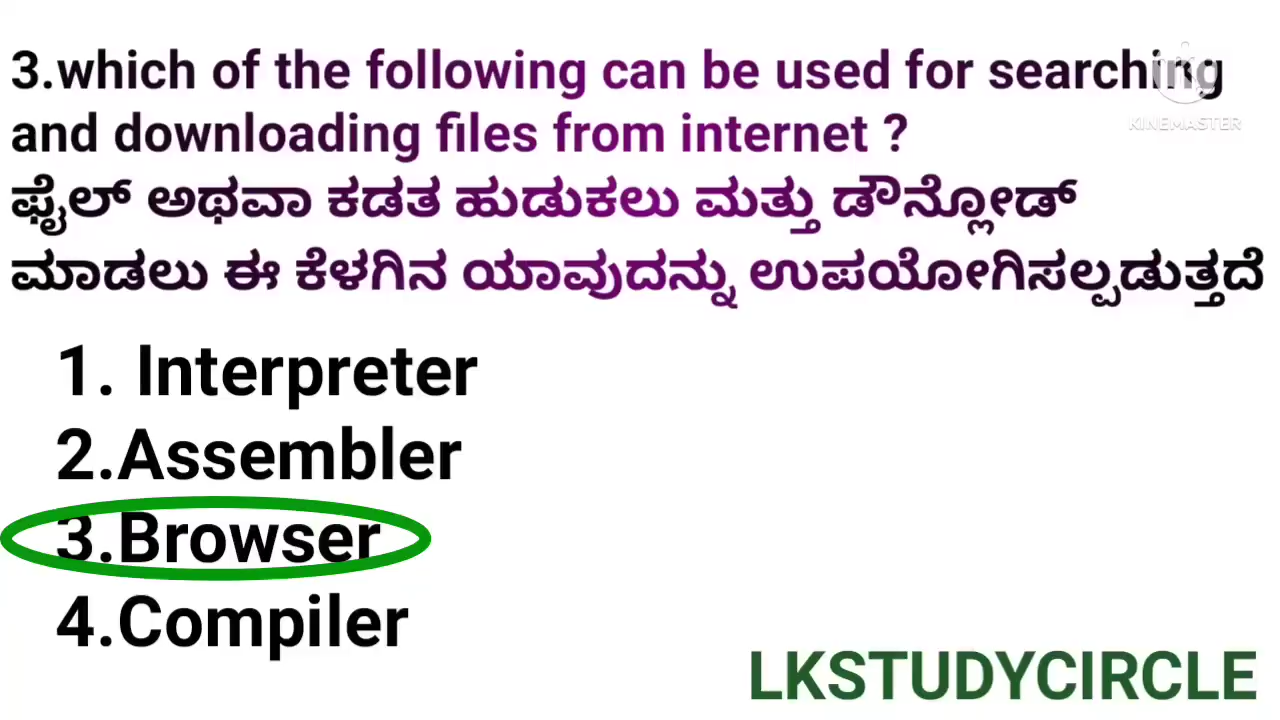 3.which of the following can be used for searching
and downloading files from internet ?
ಫೈಲ್ ಅಥವಾ ಕಡತ ಹುಡುಕಲು ಮತ್ತು ಡೌನ್ಲೋಡ್
ಮಾಡಲು ಈ ಕೆಳಗಿನ ಯಾವುದನ್ನು ಉಪಯೋಗಿಸಲ್ಪಡುತ್ತದೆ
1. Interpreter
2.Assembler
3.Browser
4.Compiler
LKSTUDYCIRCLE
KINEMASTER